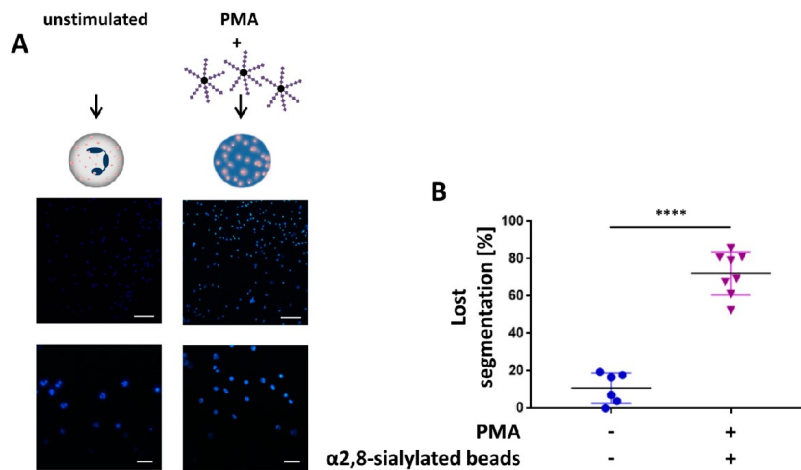 unstimulated
PMA
+
A
B
****
Lost
segmentation [%]
100
80
60
40
20
0
PMA - +
α2,8-sialylated beads - +